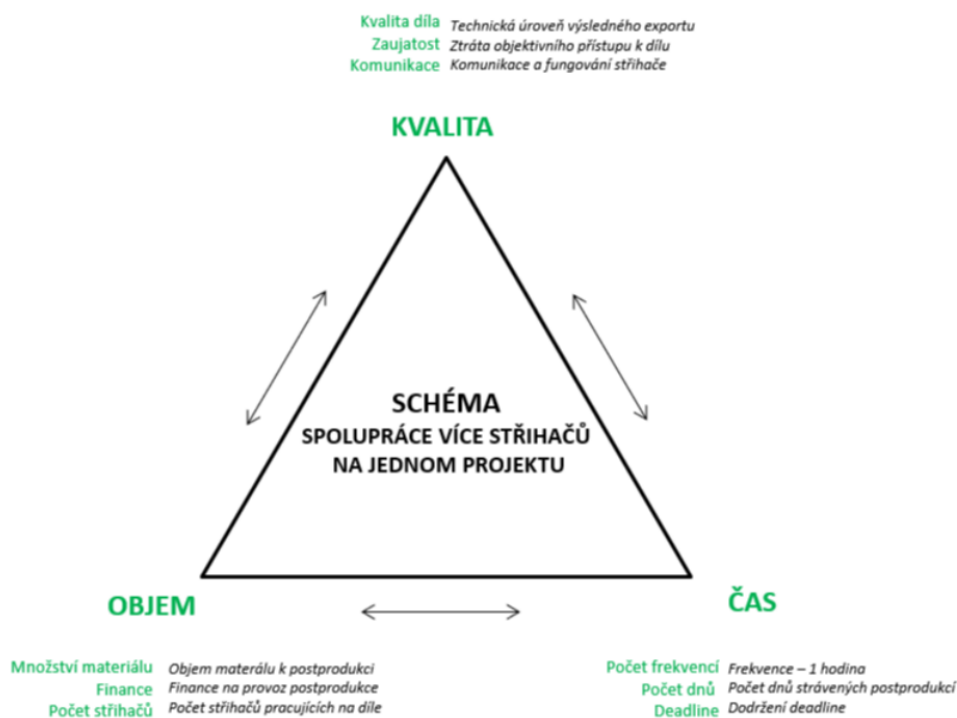 Kvalita díla Technická úroveň výsledného exportu
Zaujatost Ztráta objektivního přístupu k dílu
Komunikace Komunikace a fungování střihače
KVALITA
SCHÉMA
SPOLUPRÁCE VÍCE STŘIHAČŮ
NA JEDNOM PROJEKTU
OBJEM
ČAS
Množství materiálu Objem materálu k postprodukci
Finance Finance na provoz postprodukce
Počet střihačů Počet střihačů pracujících na díle
Počet frekvencí Frekvence – 1 hodina
Počet dnů Počet dnů strávených postprodukcí
Deadline Dodržení deadline